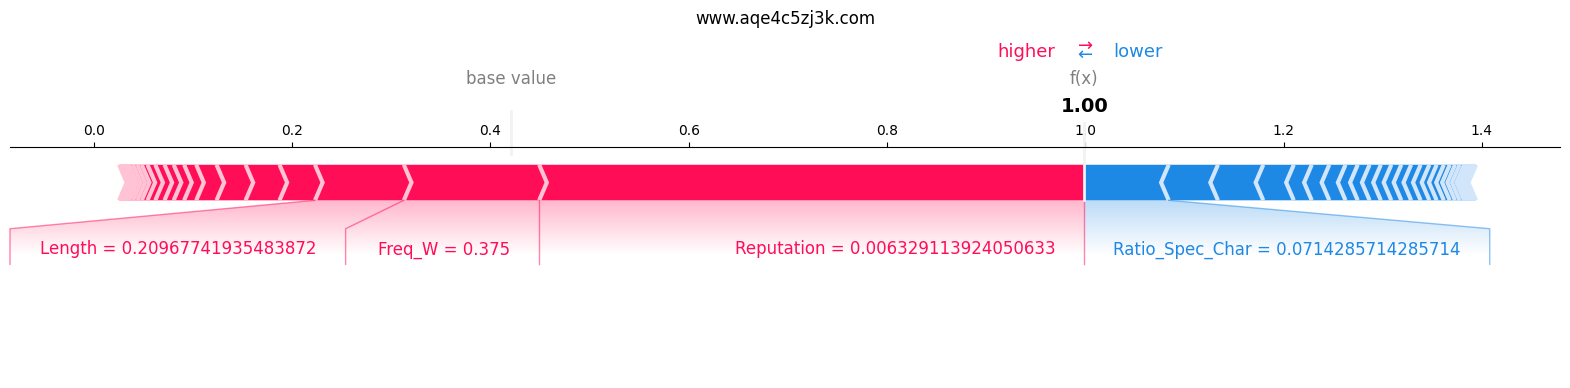 www.aqe4c5zj3k.com
higher ⇄ lower
base value f(x)
1.00
0.0 0.2 0.4 0.6 0.8 1.0 1.2 1.4
Length = 0.20967741935483872 Freq_W = 0.375 Reputation = 0.006329113924050633 Ratio_Spec_Char = 0.0714285714285714